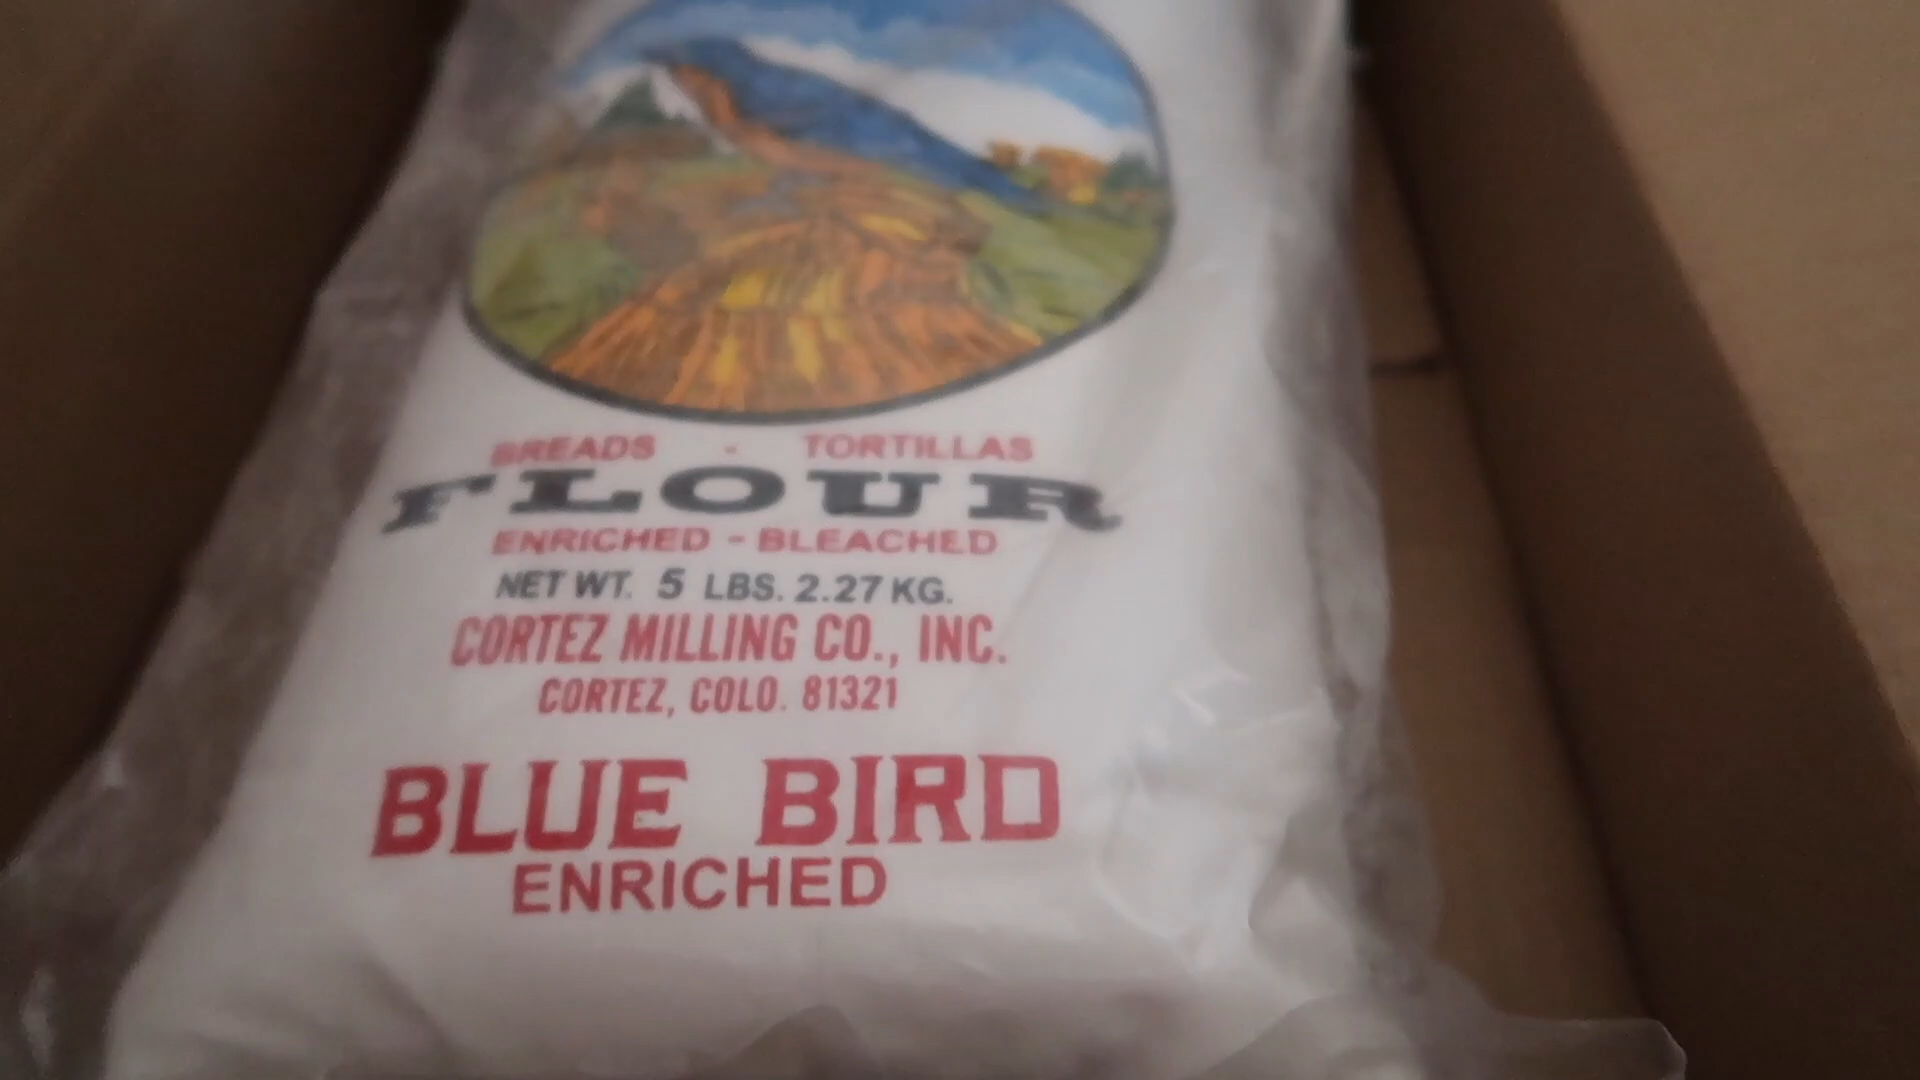 BREADS - TORTILLAS
FLOUR
ENRICHED - BLEACHED
NET WT. 5 LBS. 2.27 KG.
CORTEZ MILLING CO., INC.
CORTEZ, COLO. 81321
BLUE BIRD
ENRICHED